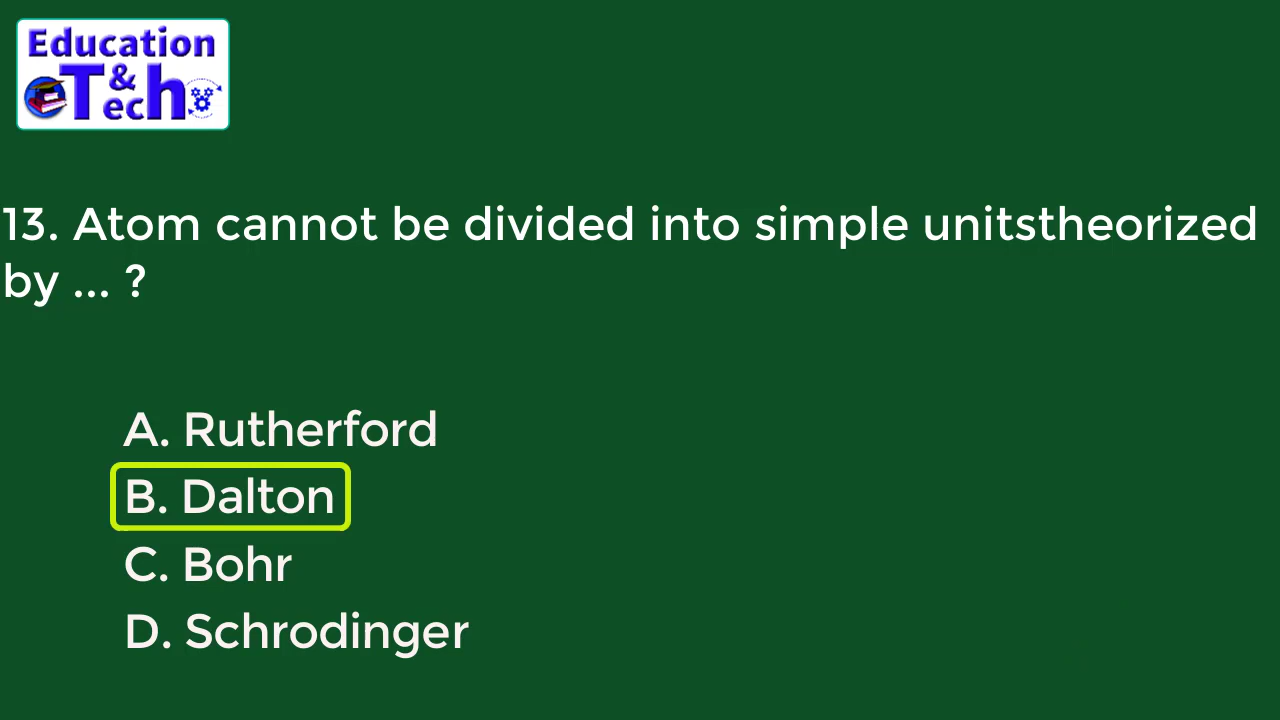 Education
&
Tech
13. Atom cannot be divided into simple unitstheorized
by ... ?
A. Rutherford
B. Dalton
C. Bohr
D. Schrodinger